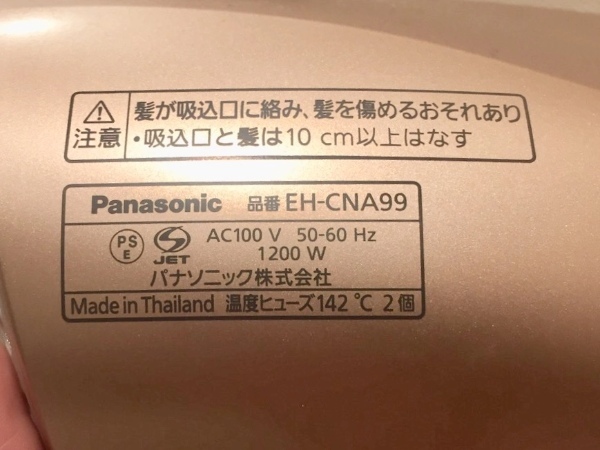 髪が吸込口に絡み、髪を傷めるおそれあり
注意 ・吸込口と髪は10 cm以上はなす
Panasonic 品番 EH-CNA99
PS E JET AC100 V 50-60 Hz
1200 W
パナソニック株式会社
Made in Thailand 温度ヒューズ142 ℃ 2個